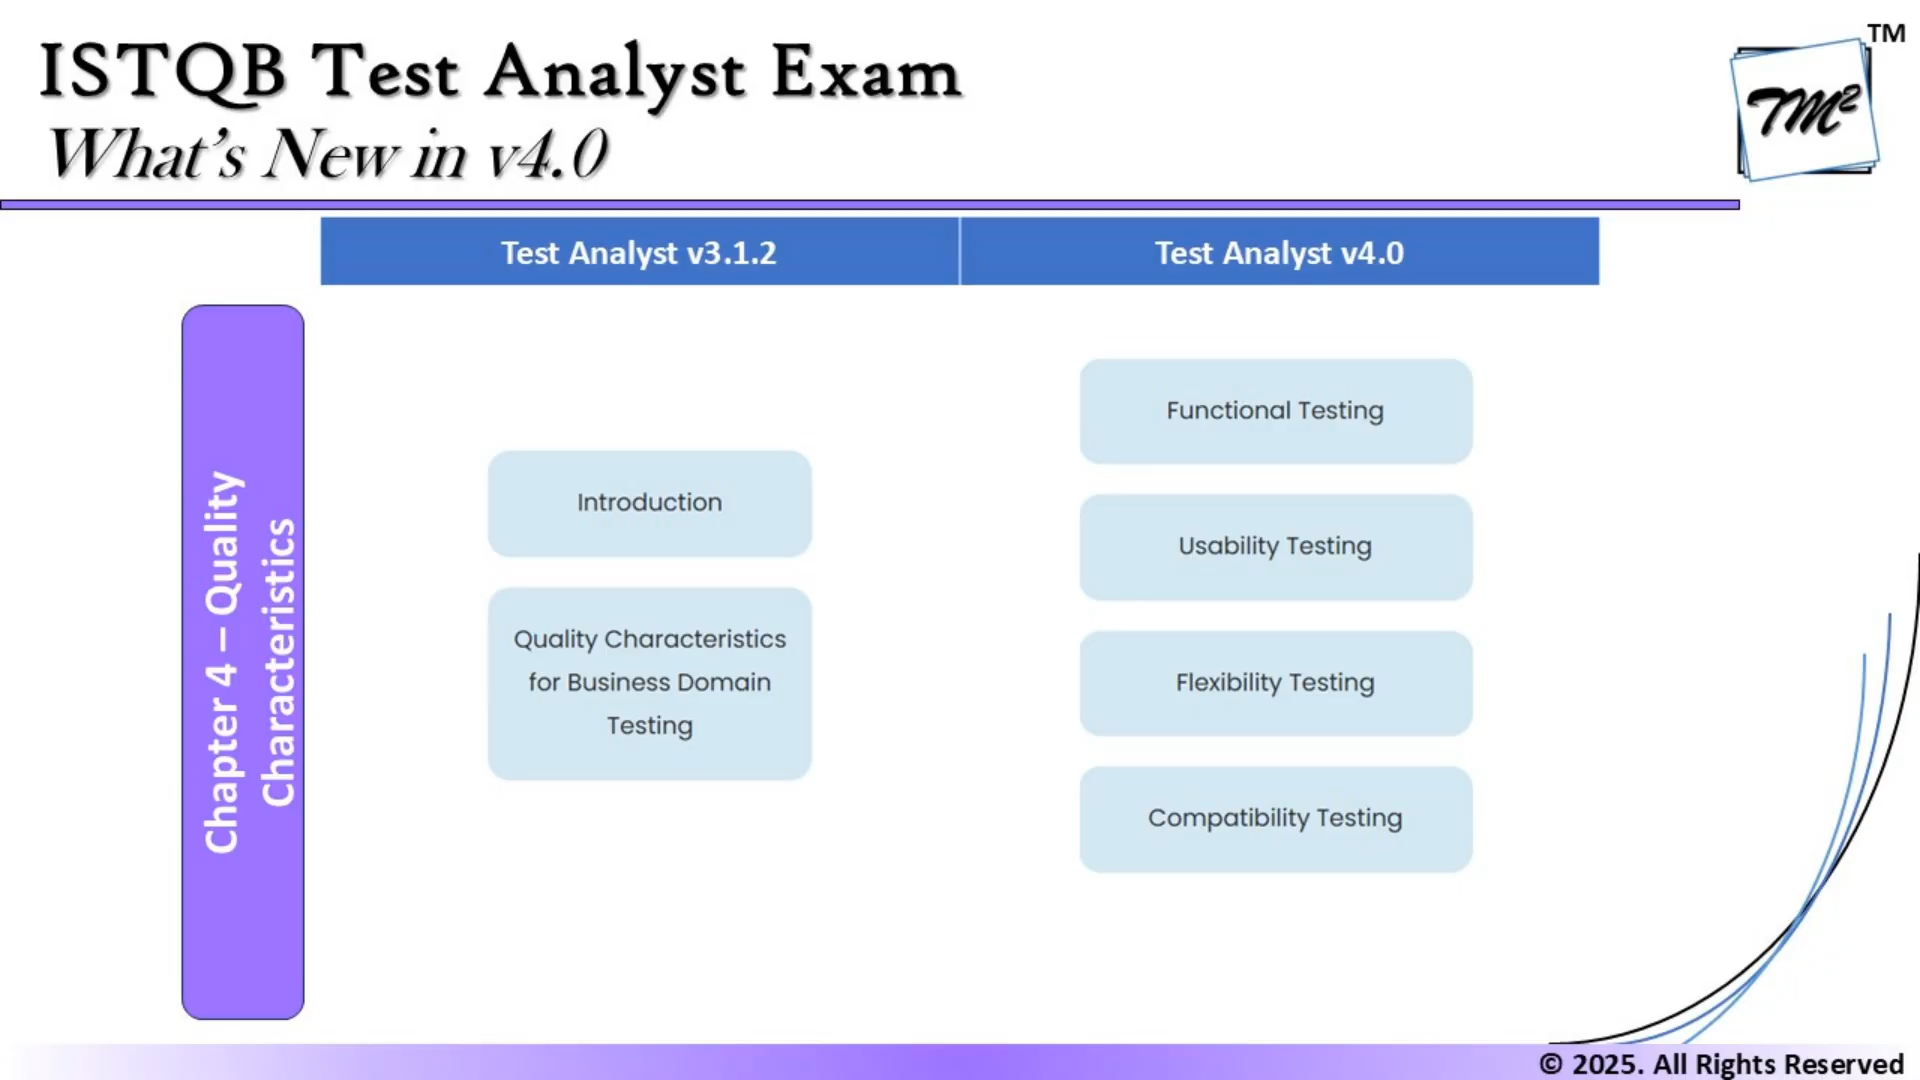 ISTQB Test Analyst Exam
What's New in v4.0
TM
TM²
Test Analyst v3.1.2
Test Analyst v4.0
Chapter 4 – Quality
Characteristics
Introduction
Quality Characteristics
for Business Domain
Testing
Functional Testing
Usability Testing
Flexibility Testing
Compatibility Testing
© 2025. All Rights Reserved